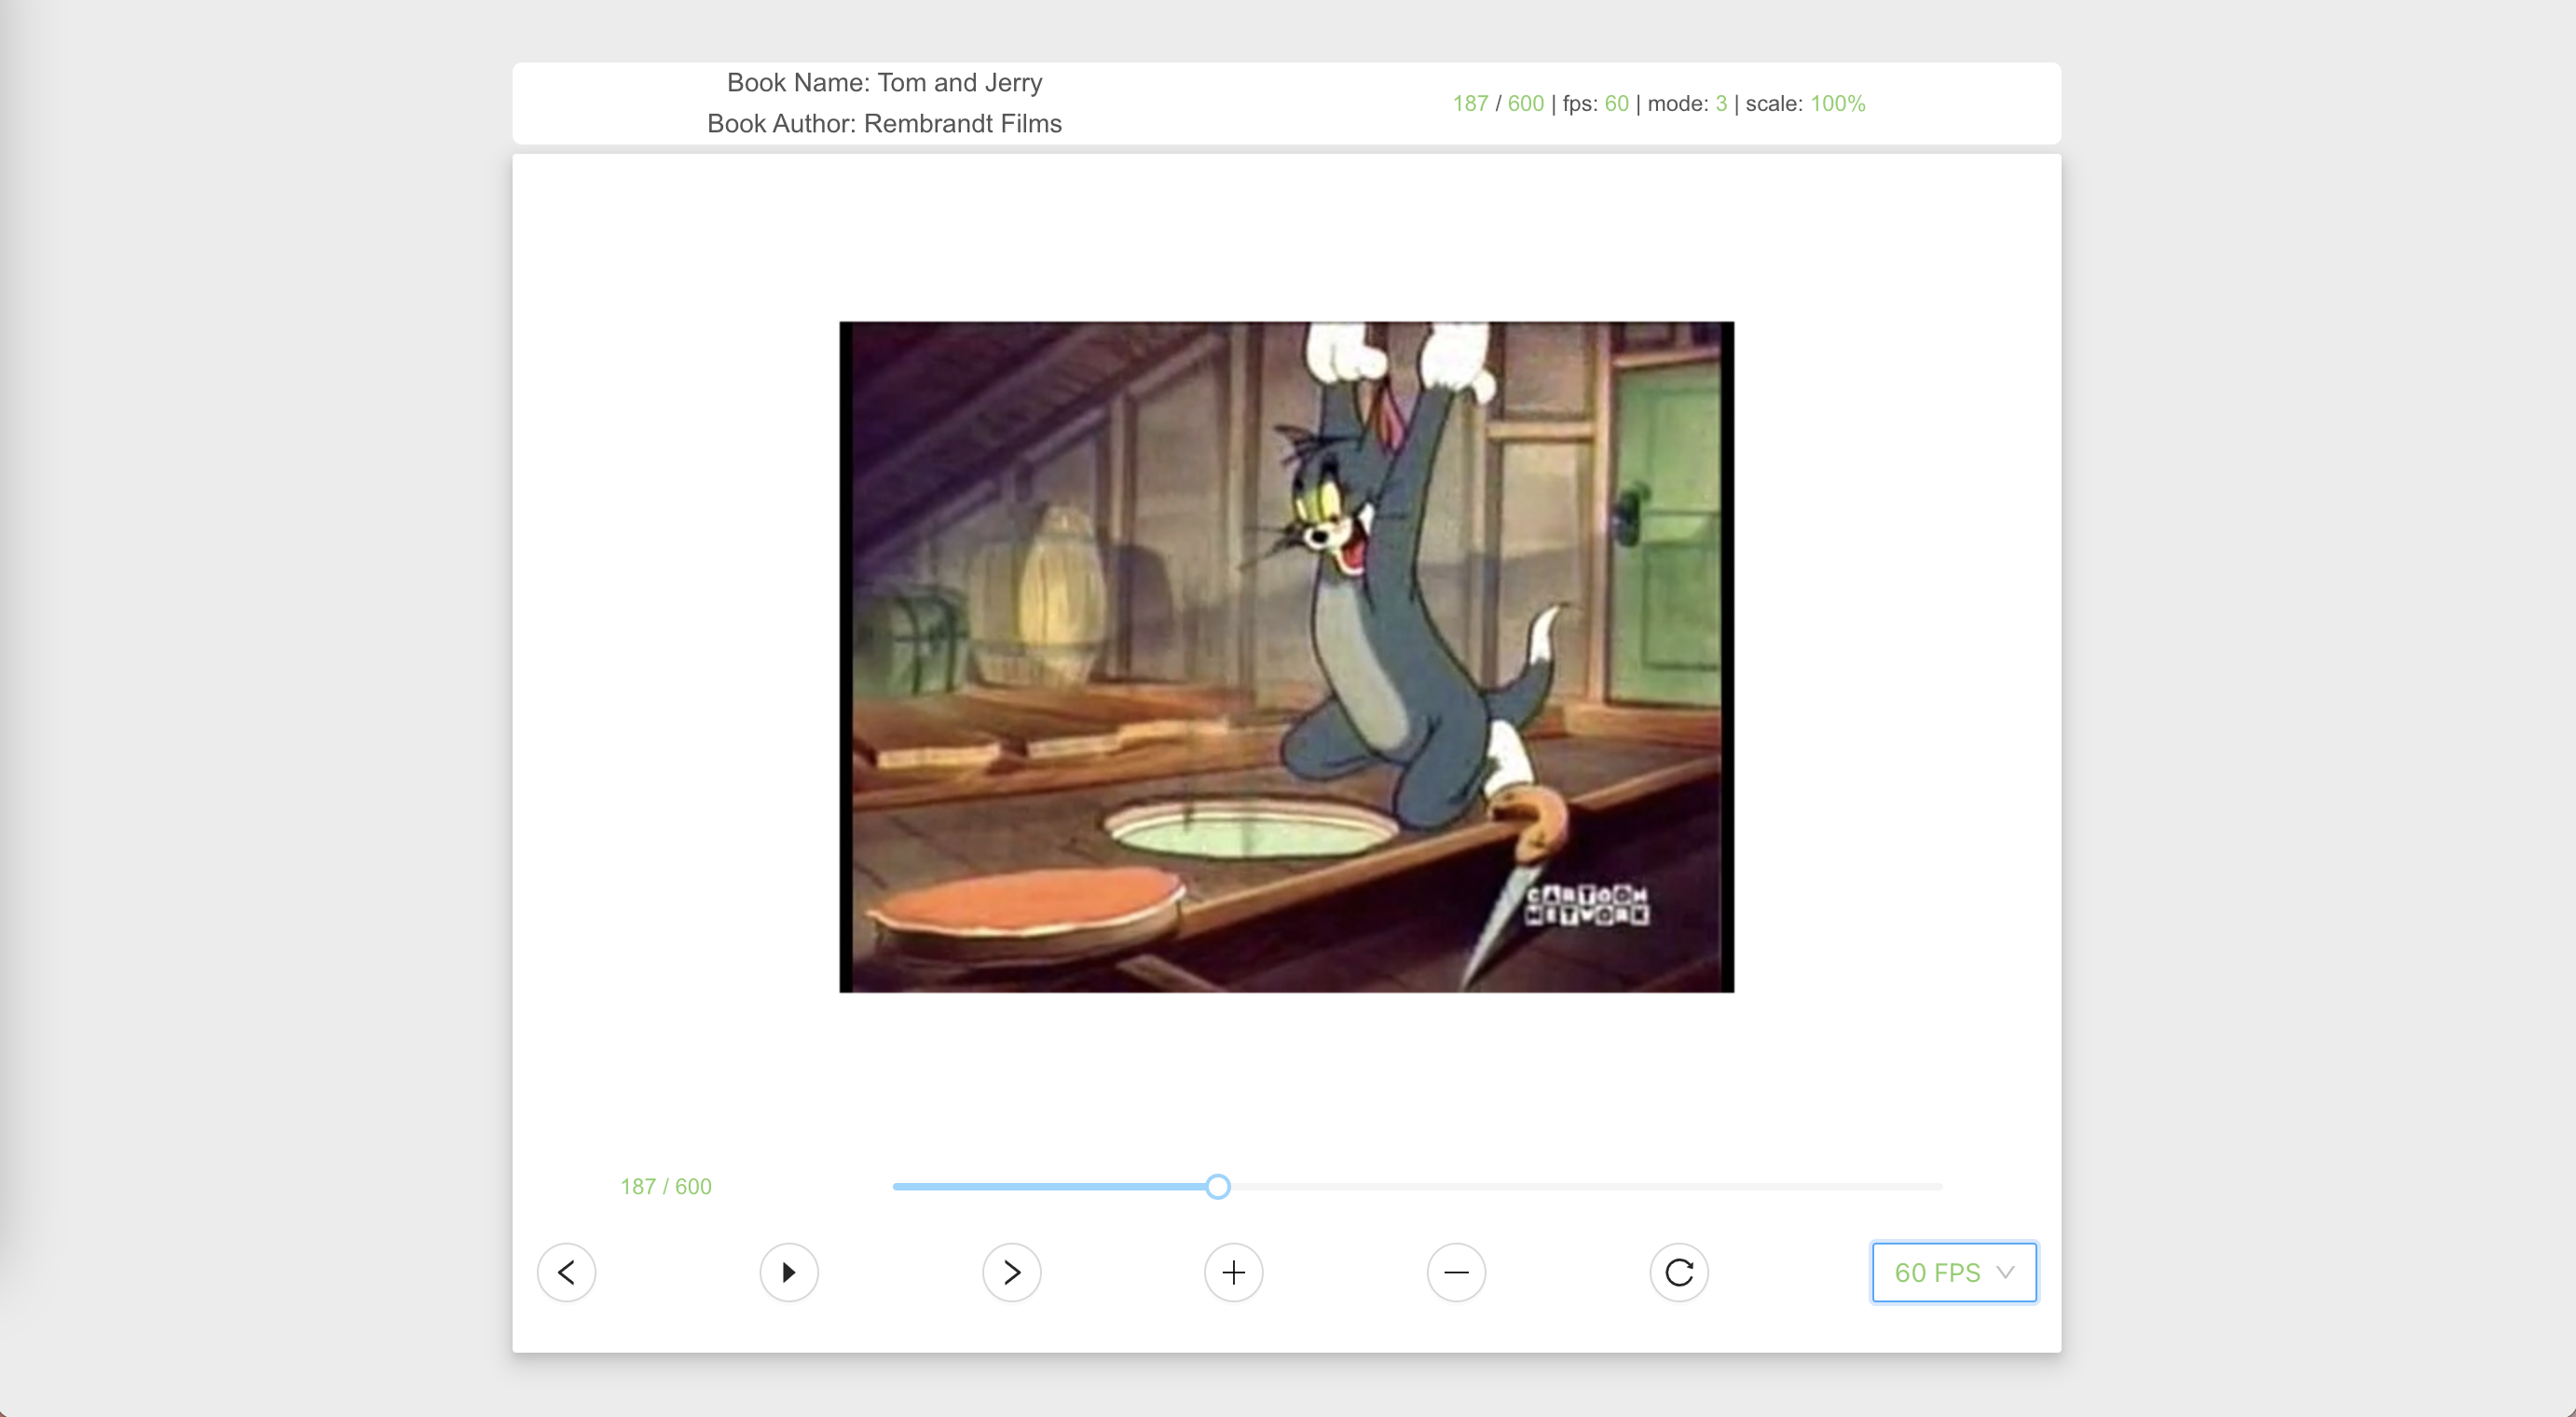 Book Name: Tom and Jerry
Book Author: Rembrandt Films
187 / 600 | fps: 60 | mode: 3 | scale: 100%
CARTOON
NETWORK
187 / 600
60 FPS